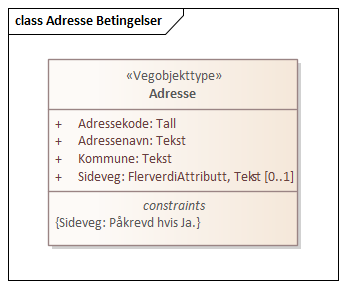 class Adresse Betingelser
«Vegobjekttype»
Adresse
+ Adressekode: Tall
+ Adressenavn: Tekst
+ Kommune: Tekst
+ Sideveg: FlerverdiAttributt, Tekst [0..1]
constraints
{Sideveg: Påkrevd hvis Ja.}